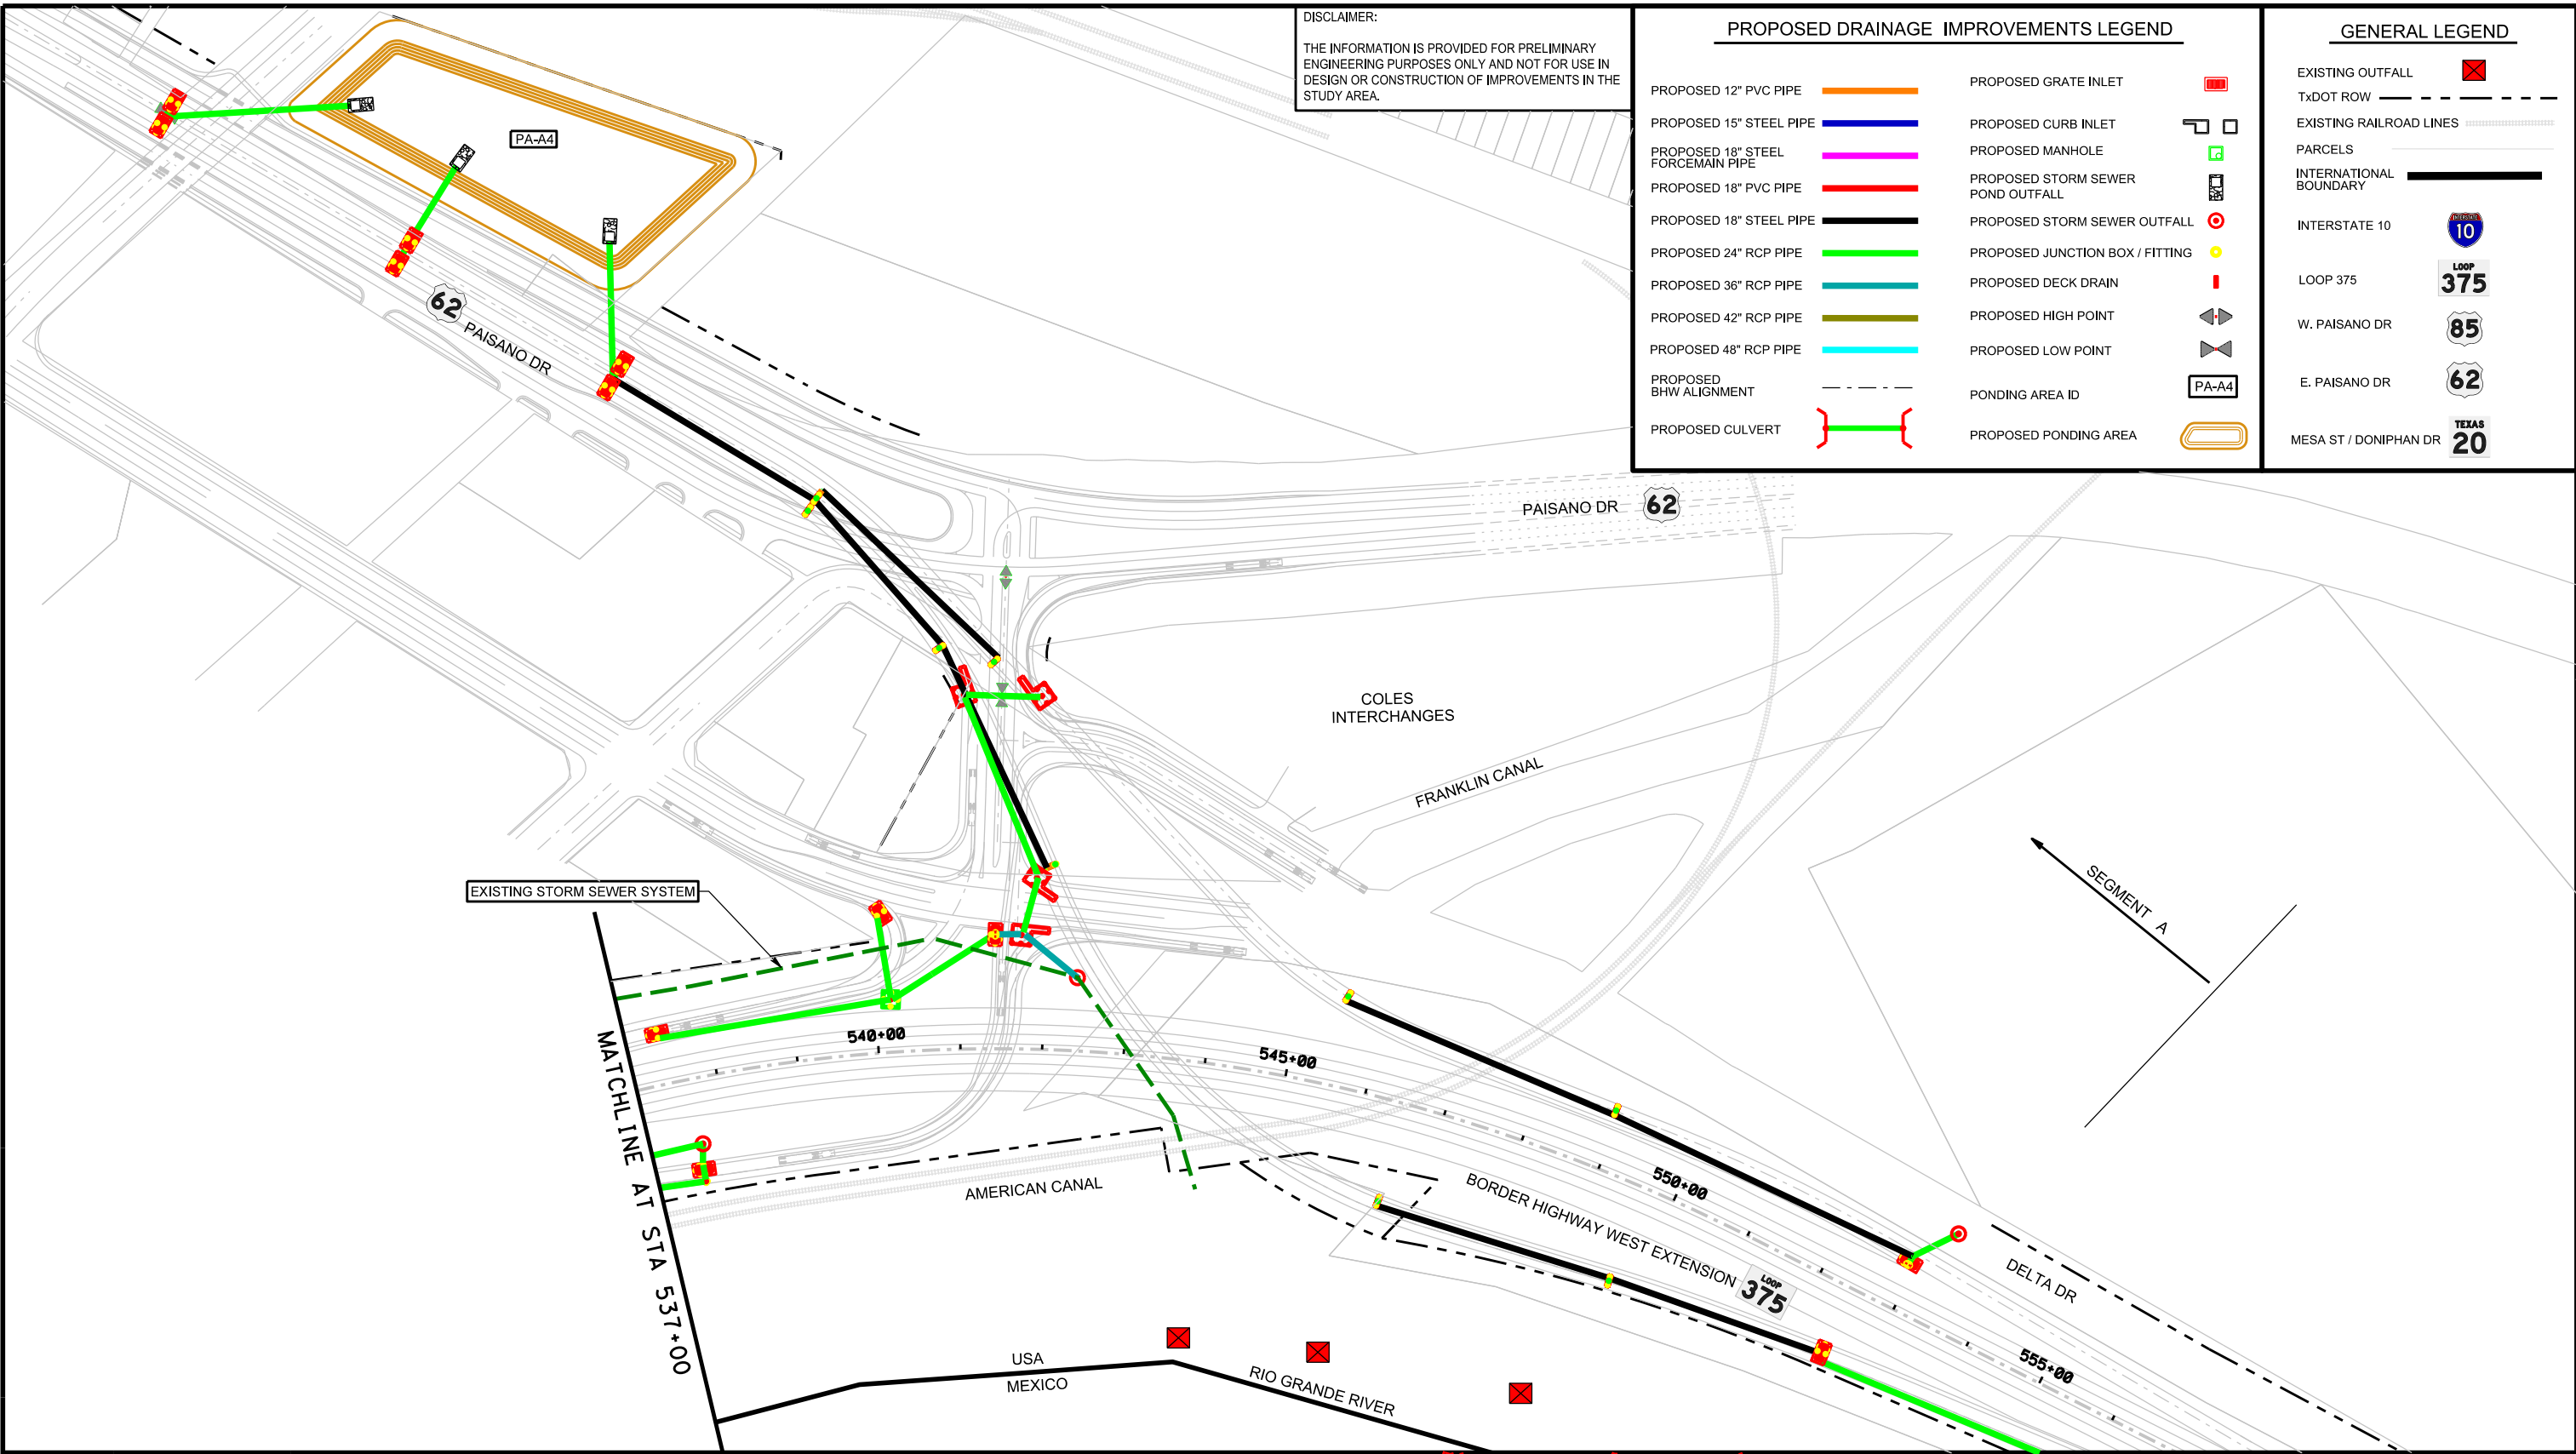 DISCLAIMER:
THE INFORMATION IS PROVIDED FOR PRELIMINARY
ENGINEERING PURPOSES ONLY AND NOT FOR USE IN
DESIGN OR CONSTRUCTION OF IMPROVEMENTS IN THE
STUDY AREA.
PROPOSED DRAINAGE IMPROVEMENTS LEGEND
PROPOSED 12" PVC PIPE
PROPOSED 15" STEEL PIPE
PROPOSED 18" STEEL
FORCEMAIN PIPE
PROPOSED 18" PVC PIPE
PROPOSED 18" STEEL PIPE
PROPOSED 24" RCP PIPE
PROPOSED 36" RCP PIPE
PROPOSED 42" RCP PIPE
PROPOSED 48" RCP PIPE
PROPOSED
BHW ALIGNMENT
PROPOSED CULVERT
PROPOSED GRATE INLET
PROPOSED CURB INLET
PROPOSED MANHOLE
PROPOSED STORM SEWER
POND OUTFALL
PROPOSED STORM SEWER OUTFALL
PROPOSED JUNCTION BOX / FITTING
PROPOSED DECK DRAIN
PROPOSED HIGH POINT
PROPOSED LOW POINT
PONDING AREA ID
PA-A4
PROPOSED PONDING AREA
GENERAL LEGEND
EXISTING OUTFALL
TxDOT ROW
EXISTING RAILROAD LINES
PARCELS
INTERNATIONAL
BOUNDARY
INTERSTATE 10
10
LOOP 375
LOOP
375
W. PAISANO DR
85
E. PAISANO DR
62
MESA ST / DONIPHAN DR
TEXAS
20
PA-A4
62
PAISANO DR
PAISANO DR
62
COLES
INTERCHANGES
FRANKLIN CANAL
SEGMENT A
EXISTING STORM SEWER SYSTEM
MATCHLINE AT STA 537+00
540+00
545+00
550+00
555+00
AMERICAN CANAL
BORDER HIGHWAY WEST EXTENSION
LOOP
375
DELTA DR
USA
MEXICO
RIO GRANDE RIVER